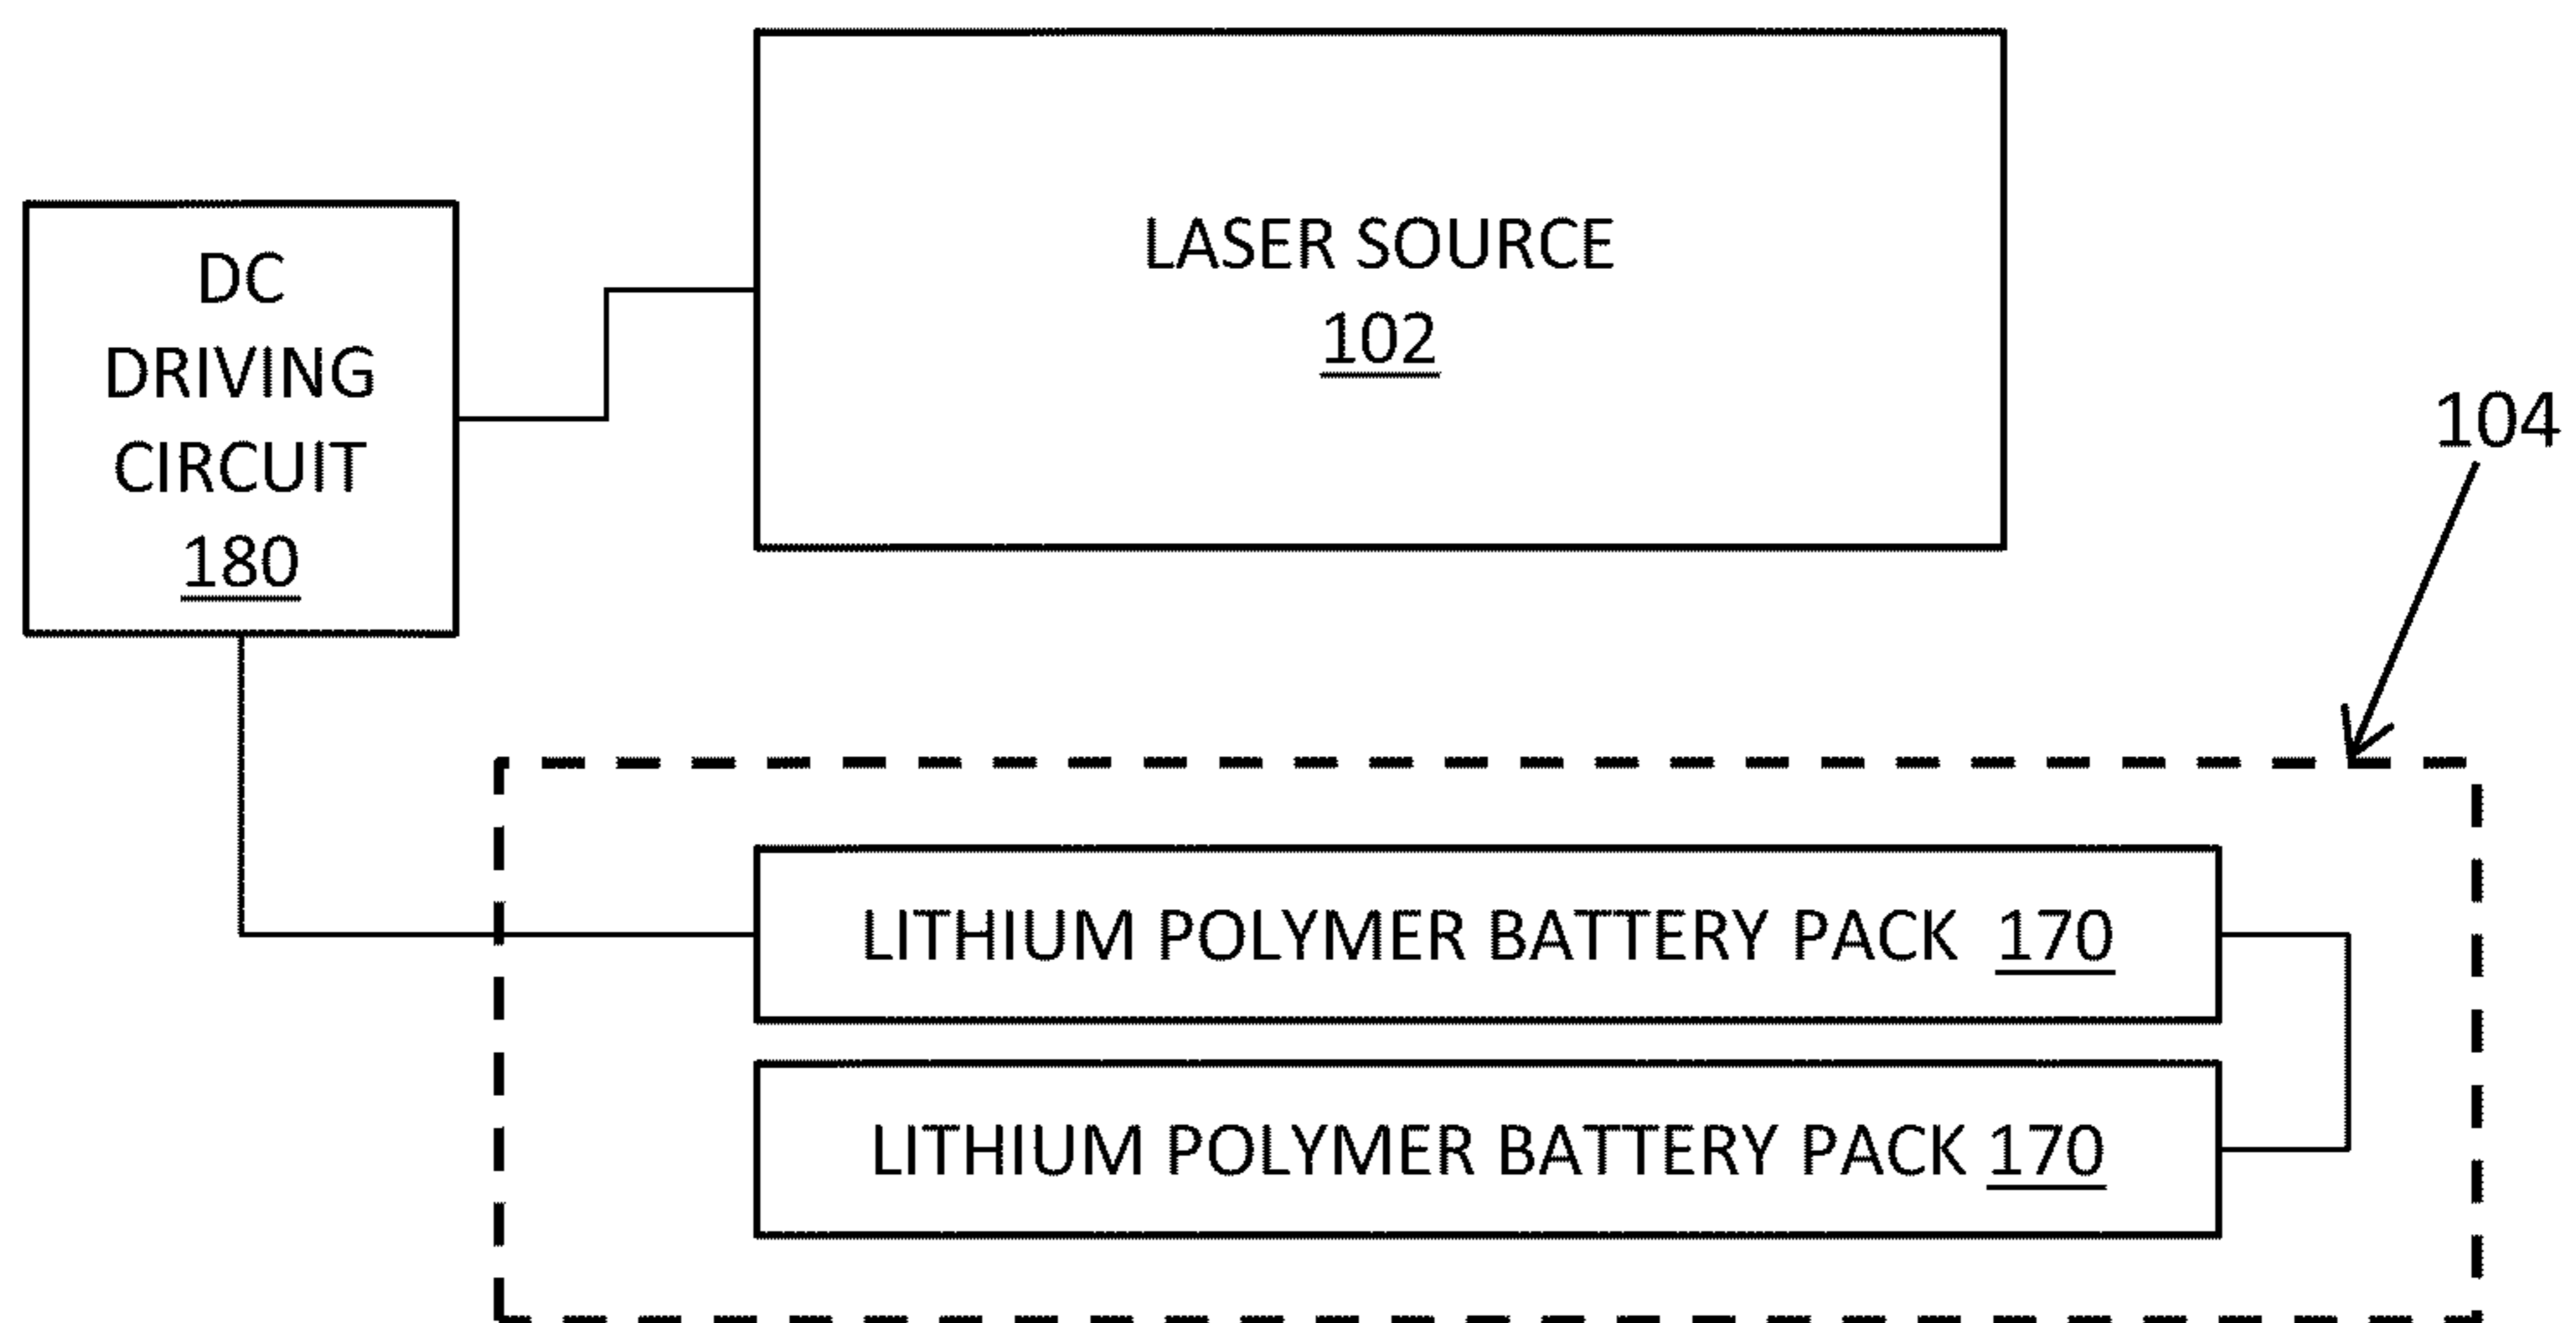 LASER SOURCE
102
DC
DRIVING
CIRCUIT
180
104
LITHIUM POLYMER BATTERY PACK 170
LITHIUM POLYMER BATTERY PACK 170